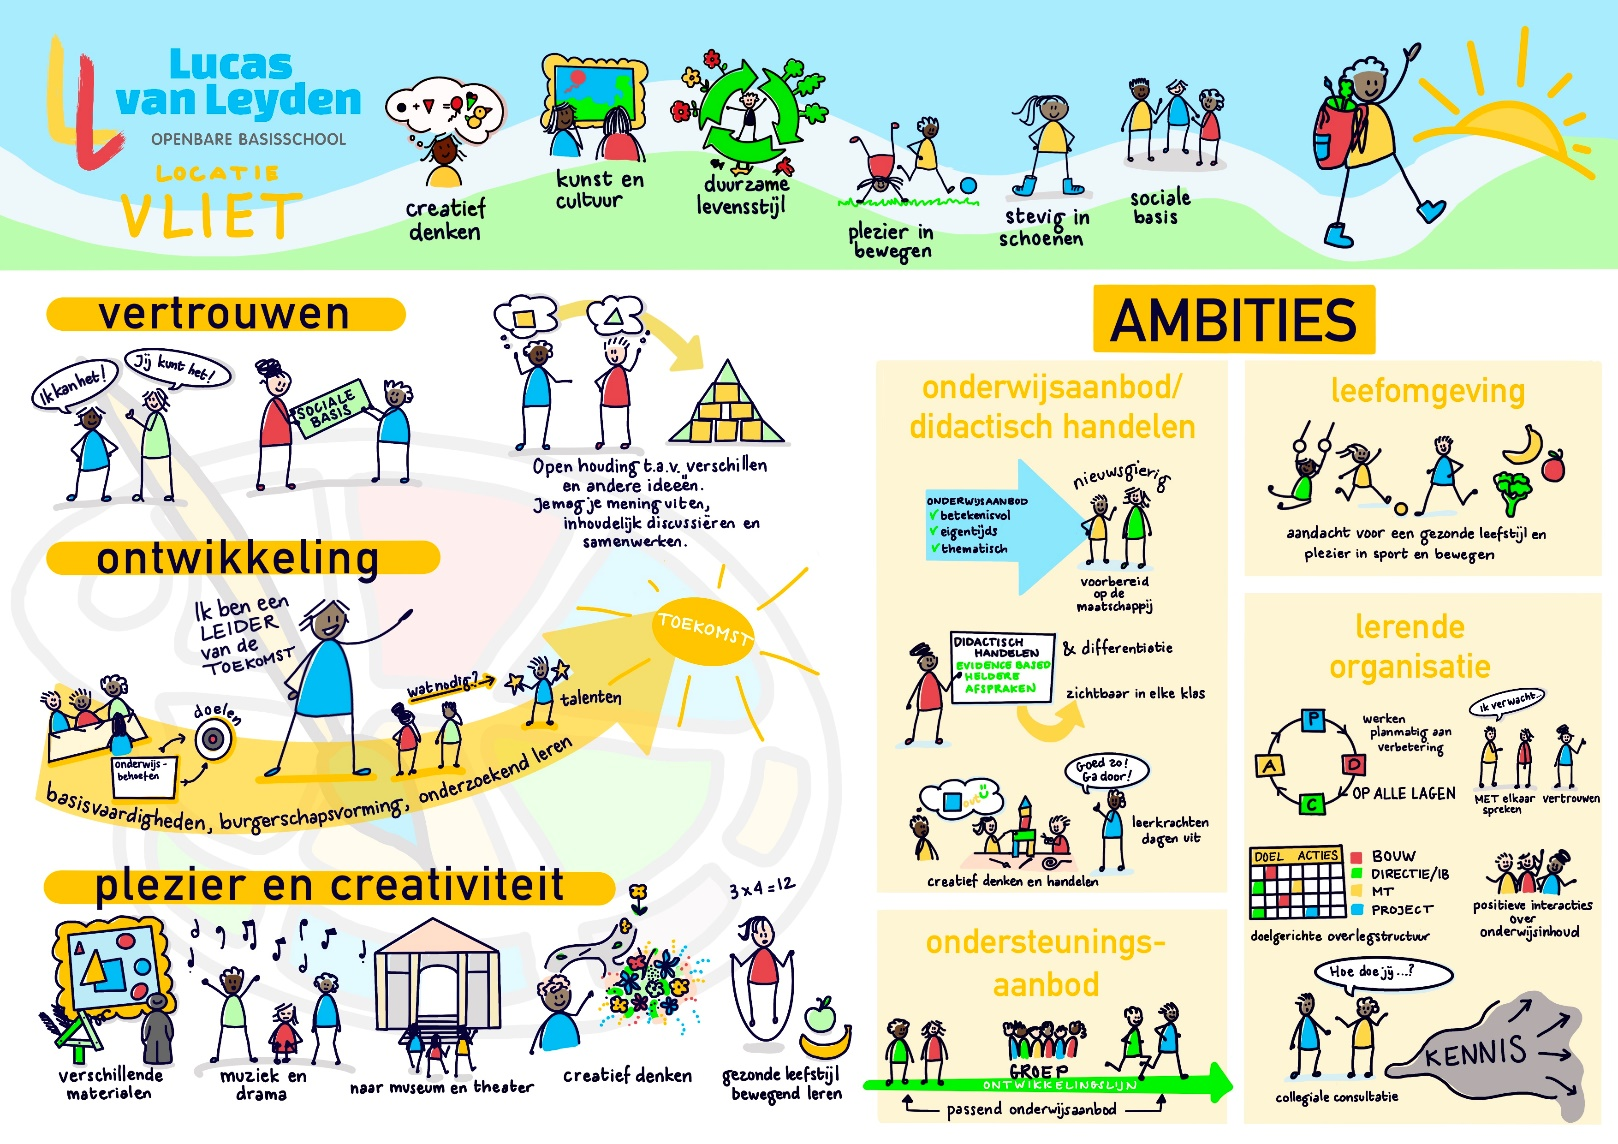 Lucas
van Leyden
OPENBARE BASISSCHOOL
LOCATIE
VLIET
creatief
denken
kunst en
cultuur
duurzame
levensstijl
plezier in
bewegen
stevig in
schoenen
sociale
basis
vertrouwen
Ik kan het!
Jij kunt het!
SOCIALE
BASIS
Open houding t.a.v. verschillen
en andere ideeën.
Je mag je mening uiten,
inhoudelijk discussiëren en
samenwerken.
ontwikkeling
Ik ben een
LEIDER
van de
TOEKOMST
TOEKOMST
doelen
onderwijs-
behoeften
wat nodig?
talenten
basisvaardigheden, burgerschapsvorming, onderzoekend leren
plezier en creativiteit
3x4=12
verschillende
materialen
muziek en
drama
naar museum en theater
creatief denken
gezonde leefstijl
bewegend leren
AMBITIES
onderwijsaanbod/
didactisch handelen
nieuwsgierig
ONDERWIJSAANBOD
✓ betekenisvol
✓ eigentijds
✓ thematisch
voorbereid
op de
maatschappij
DIDACTISCH
HANDELEN
EVIDENCE BASED
HELDERE
AFSPRAKEN
& differentiatie
zichtbaar in elke klas
Goed zo!
Ga door!
leerkrachten
dagen uit
creatief denken en handelen
ondersteunings-
aanbod
GROEP
ONTWIKKELINGSLIJN
passend onderwijsaanbod
leefomgeving
aandacht voor een gezonde leefstijl en
plezier in sport en bewegen
lerende
organisatie
P
D
C
A
werken
planmatig aan
verbetering
OP ALLE LAGEN
Ik verwacht...
MET elkaar
spreken
vertrouwen
DOEL ACTIES
BOUW
DIRECTIE/IB
MT
PROJECT
doelgerichte overlegstructuur
positieve interacties
over
onderwijsinhoud
Hoe doe jij...?
KENNIS
collegiale consultatie